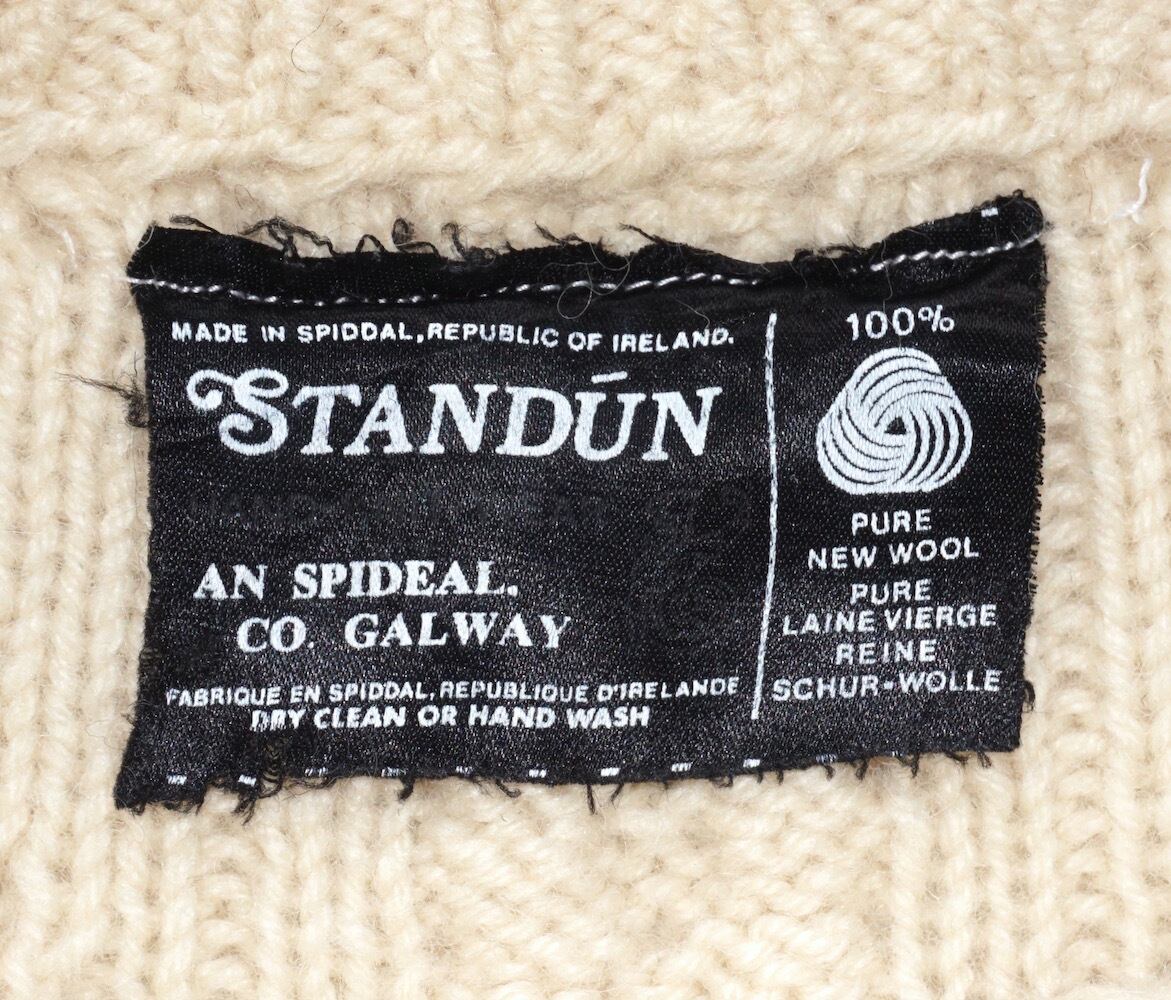 MADE IN SPIDDAL, REPUBLIC OF IRELAND.
STANDÚN
AN SPIDEAL.
CO. GALWAY
FABRIQUE EN SPIDDAL, REPUBLIQUE D'IRELANDE
DRY CLEAN OR HAND WASH
100%
PURE
NEW WOOL
PURE
LAINE VIERGE
REINE
SCHUR-WOLLE